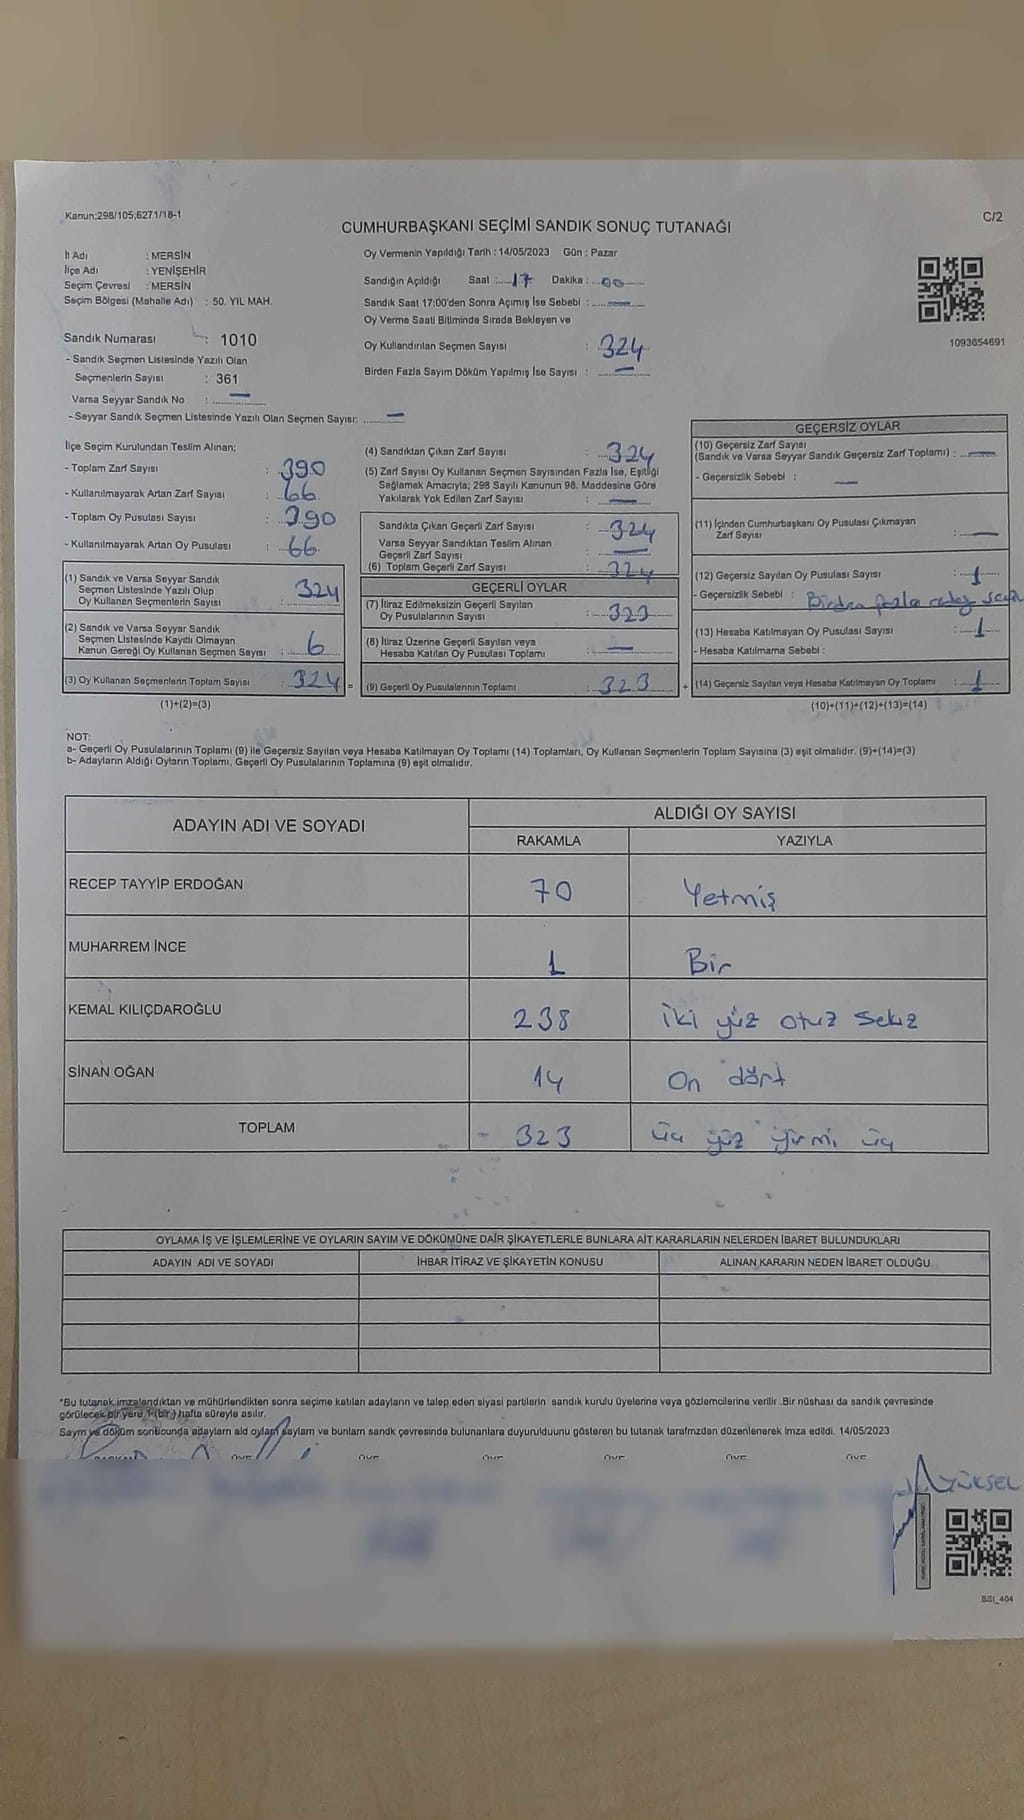 Kanun;298/105;6271/18-1
C/2
CUMHURBAŞKANI SEÇİMİ SANDIK SONUÇ TUTANAĞI
İl Adı : MERSİN
İlçe Adı : YENİŞEHİR
Seçim Çevresi : MERSİN
Seçim Bölgesi (Mahalle Adı) : 50. YIL MAH.
Oy Vermenin Yapıldığı Tarih : 14/05/2023 Gün : Pazar
Sandığın Açıldığı Saat : 17 Dakika : 00
Sandık Saat 17:00'den Sonra Açımış İse Sebebi : —
Oy Verme Saati Bitiminde Sırada Bekleyen ve
Oy Kullandırılan Seçmen Sayısı : 324
Birden Fazla Sayım Döküm Yapılmış İse Sayısı : —
1093654691
Sandık Numarası : 1010
- Sandık Seçmen Listesinde Yazılı Olan
Seçmenlerin Sayısı : 361
Varsa Seyyar Sandık No : —
- Seyyar Sandık Seçmen Listesinde Yazılı Olan Seçmen Sayısı: —
İlçe Seçim Kurulundan Teslim Alınan;
- Toplam Zarf Sayısı : 390
- Kullanılmayarak Artan Zarf Sayısı : 66
- Toplam Oy Pusulası Sayısı : 390
- Kullanılmayarak Artan Oy Pusulası : 66
(1) Sandık ve Varsa Seyyar Sandık
Seçmen Listesinde Yazılı Olup
Oy Kullanan Seçmenlerin Sayısı : 324
(2) Sandık ve Varsa Seyyar Sandık
Seçmen Listesinde Kayıtlı Olmayan
Kanun Gereği Oy Kullanan Seçmen Sayısı : 6
(3) Oy Kullanan Seçmenlerin Toplam Sayısı : 324 =
(1)+(2)=(3)
(4) Sandıktan Çıkan Zarf Sayısı : 324
(5) Zarf Sayısı Oy Kullanan Seçmen Sayısından Fazla İse, Eşitliği
Sağlamak Amacıyla; 298 Sayılı Kanunun 98. Maddesine Göre
Yakılarak Yok Edilen Zarf Sayısı : —
Sandıkta Çıkan Geçerli Zarf Sayısı : 324
Varsa Seyyar Sandıktan Teslim Alınan
Geçerli Zarf Sayısı : —
(6) Toplam Geçerli Zarf Sayısı : 324
GEÇERLİ OYLAR
(7) İtiraz Edilmeksizin Geçerli Sayılan
Oy Pusulalarının Sayısı : 323
(8) İtiraz Üzerine Geçerli Sayılan veya
Hesaba Katılan Oy Pusulası Toplamı : —
(9) Geçerli Oy Pusulalarının Toplamı : 323 +
GEÇERSİZ OYLAR
(10) Geçersiz Zarf Sayısı
(Sandık ve Varsa Seyyar Sandık Geçersiz Zarf Toplamı) : —
- Geçersizlik Sebebi : —
(11) İçinden Cumhurbaşkanı Oy Pusulası Çıkmayan
Zarf Sayısı : —
(12) Geçersiz Sayılan Oy Pusulası Sayısı : 1
- Geçersizlik Sebebi : Birden fazla
(13) Hesaba Katılmayan Oy Pusulası Sayısı : 1
- Hesaba Katılmama Sebebi :
(14) Geçersiz Sayılan veya Hesaba Katılmayan Oy Toplamı : 1
(10)+(11)+(12)+(13)=(14)
NOT:
a- Geçerli Oy Pusulalarının Toplamı (9) ile Geçersiz Sayılan veya Hesaba Katılmayan Oy Toplamı (14) Toplamları, Oy Kullanan Seçmenlerin Toplam Sayısına (3) eşit olmalıdır. (9)+(14)=(3)
b- Adayların Aldığı Oyların Toplamı, Geçerli Oy Pusulalarının Toplamına (9) eşit olmalıdır.
ADAYIN ADI VE SOYADI
ALDIĞI OY SAYISI
RAKAMLA YAZIYLA
RECEP TAYYİP ERDOĞAN 70 Yetmiş
MUHARREM İNCE 1 Bir
KEMAL KILIÇDAROĞLU 238 iki yüz otuz sekiz
SİNAN OĞAN 14 On dört
TOPLAM 323 üç yüz yirmi üç
OYLAMA İŞ VE İŞLEMLERİNE VE OYLARIN SAYIM VE DÖKÜMÜNE DAİR ŞİKAYETLERLE BUNLARA AİT KARARLARIN NELERDEN İBARET BULUNDUKLARI
ADAYIN ADI VE SOYADI İHBAR İTİRAZ VE ŞİKAYETİN KONUSU ALINAN KARARIN NEDEN İBARET OLDUĞU
*Bu tutanak imzalandıktan ve mühürlendikten sonra seçime katılan adayların ve talep eden siyasi partilerin sandık kurulu üyelerine veya gözlemcilerine verilir .Bir nüshası da sandık çevresinde
görülecek bir yere 1 (bir) hafta süreyle asılır.
Sayım ve döküm sonucunda adayların ald oyların sayların ve bunların sandk çevresinde bulunanlara duyurulduunu gösteren bu tutanak tarafımzdan düzenlenerek imza edildi. 14/05/2023
BAŞKAN ÜYE ÜYE ÜYE ÜYE ÜYE ÜYE
YÜKSEL
BSI_404